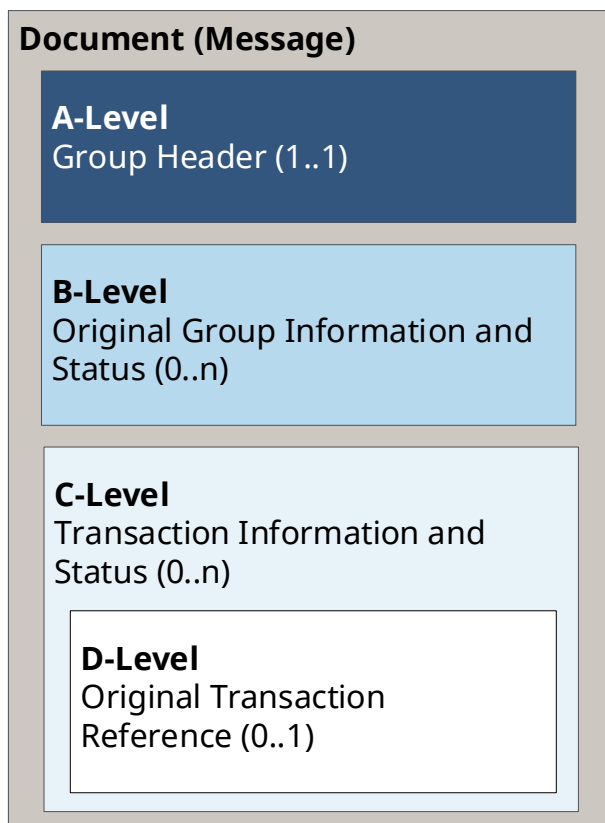 Document (Message)
A-Level
Group Header (1..1)
B-Level
Original Group Information and
Status (0..n)
C-Level
Transaction Information and
Status (0..n)
D-Level
Original Transaction
Reference (0..1)